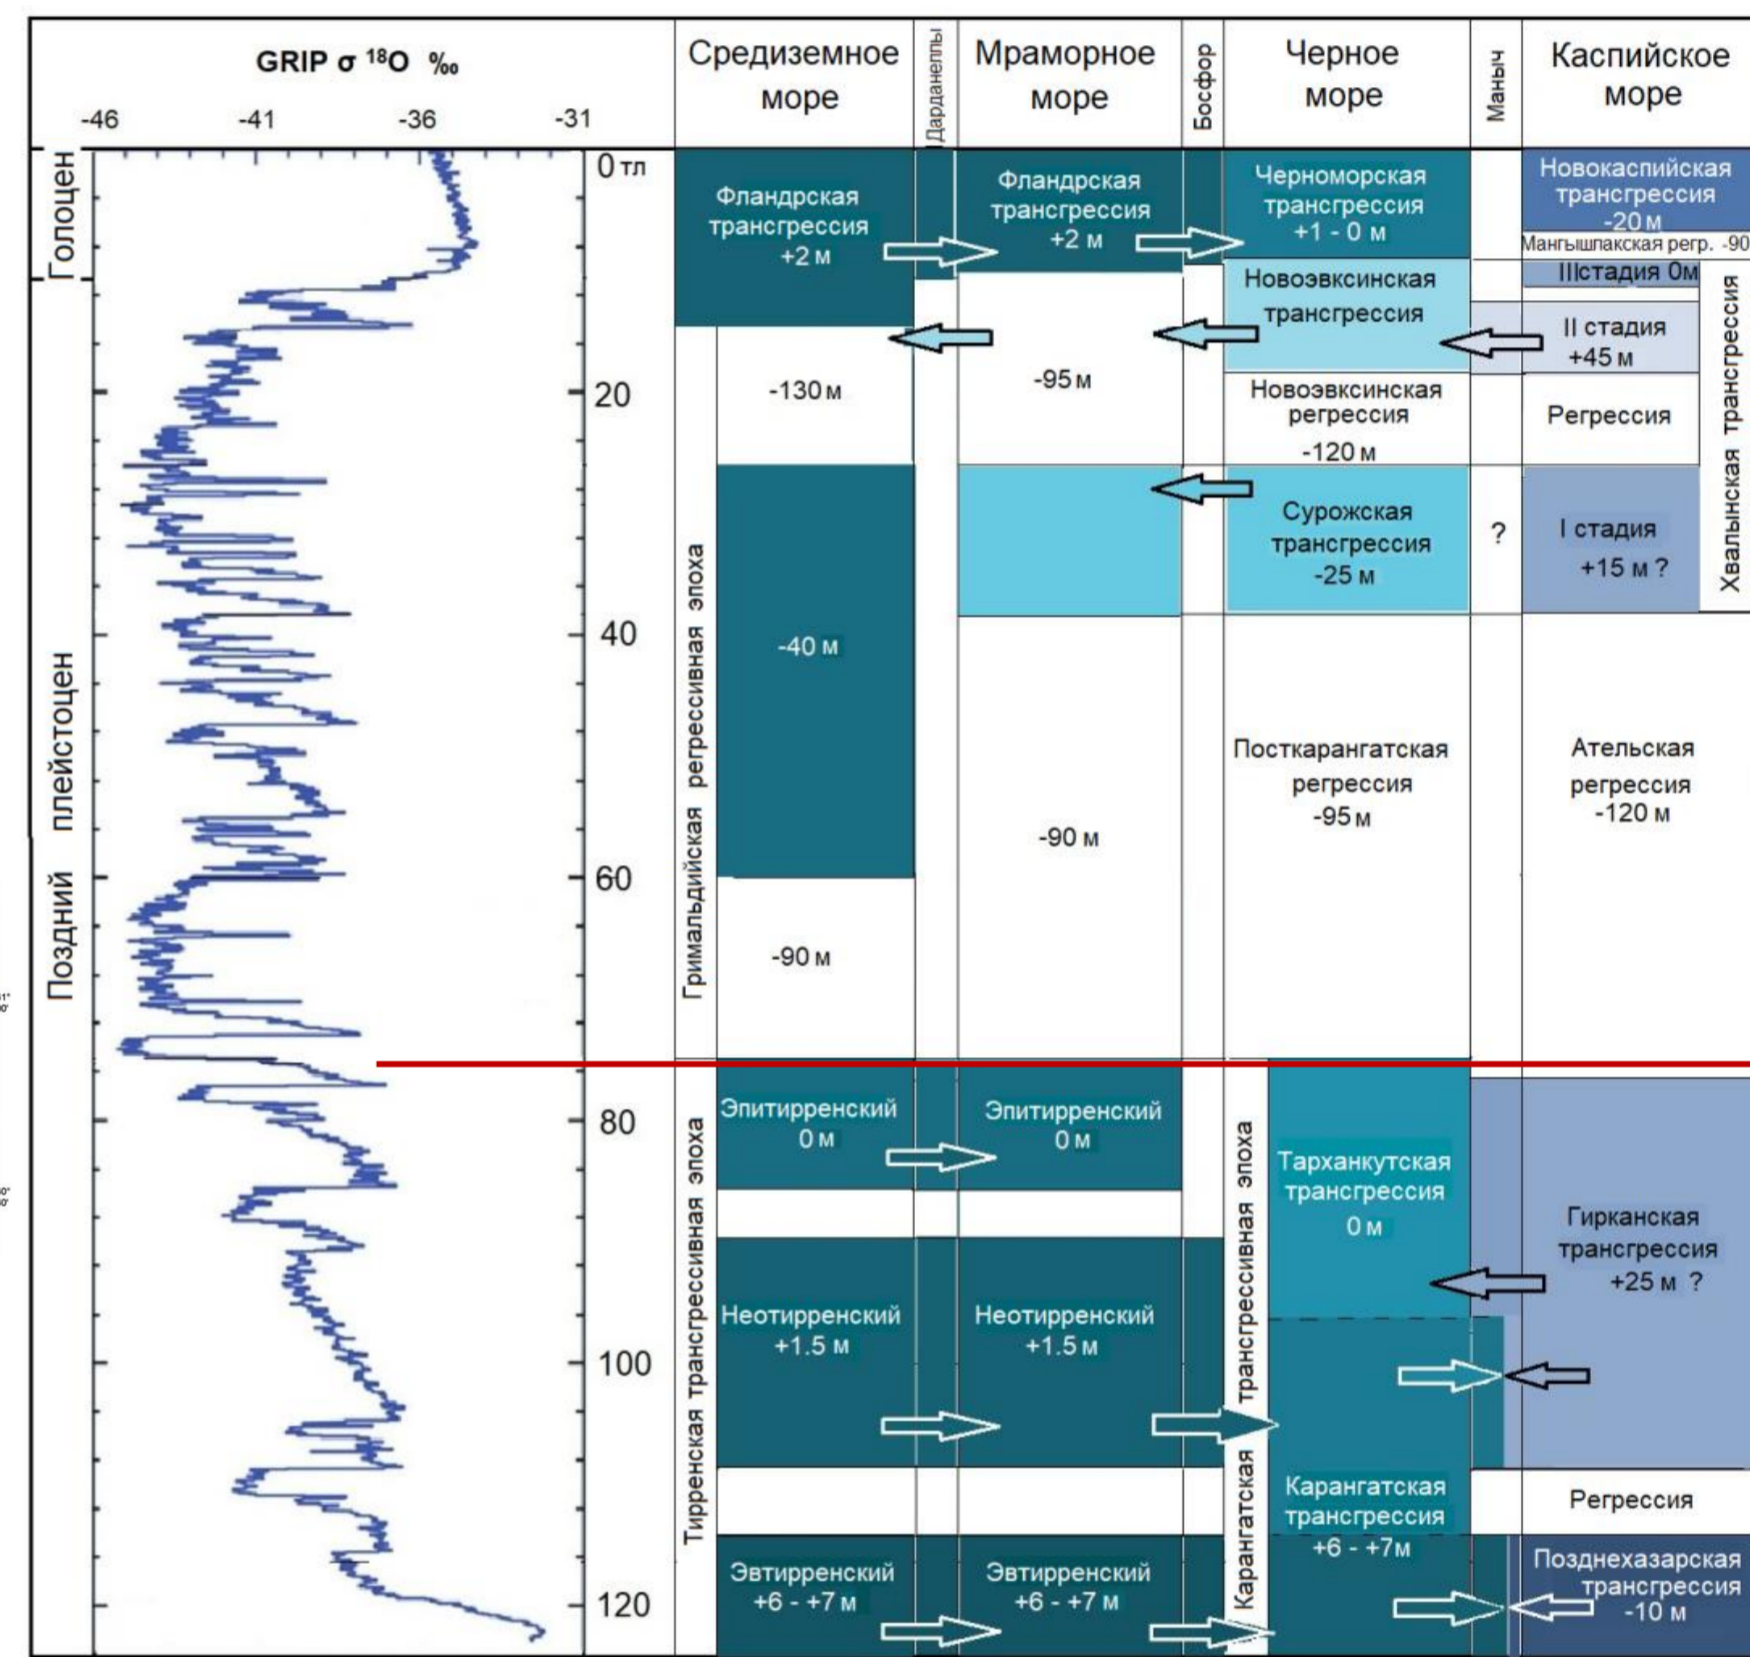 GRIP σ ¹⁸O ‰
-46
-41
-36
-31
Средиземное
море
Дарданеллы
Мраморное
море
Босфор
Черное
море
Маныч
Каспийское
море
Голоцен
Поздний плейстоцен
0 тл
20
40
60
80
100
120
Фландрская
трансгрессия
+2 м
-130 м
-40 м
-90 м
Гримальдийская регрессивная эпоха
Тирренская трансгрессивная эпоха
Эпитирренский
0 м
Неотирренский
+1.5 м
Эвтирренский
+6 - +7 м
Фландрская
трансгрессия
+2 м
-95 м
-90 м
Эпитирренский
0 м
Неотирренский
+1.5 м
Эвтирренский
+6 - +7 м
Черноморская
трансгрессия
+1 - 0 м
Новоэвксинская
трансгрессия
Новоэвксинская
регрессия
-120 м
Сурожская
трансгрессия
-25 м
Посткарангатская
регрессия
-95 м
Карангатская трансгрессивная эпоха
Тарханкутская
трансгрессия
0 м
Карангатская
трансгрессия
+6 - +7м
?
Новокаспийская
трансгрессия
-20 м
Мангышлакская регр. -90
IIIстадия 0м
II стадия
+45 м
Регрессия
I стадия
+15 м ?
Хвалынская трансгрессия
Ательская
регрессия
-120 м
Гирканская
трансгрессия
+25 м ?
Регрессия
Позднехазарская
трансгрессия
-10 м